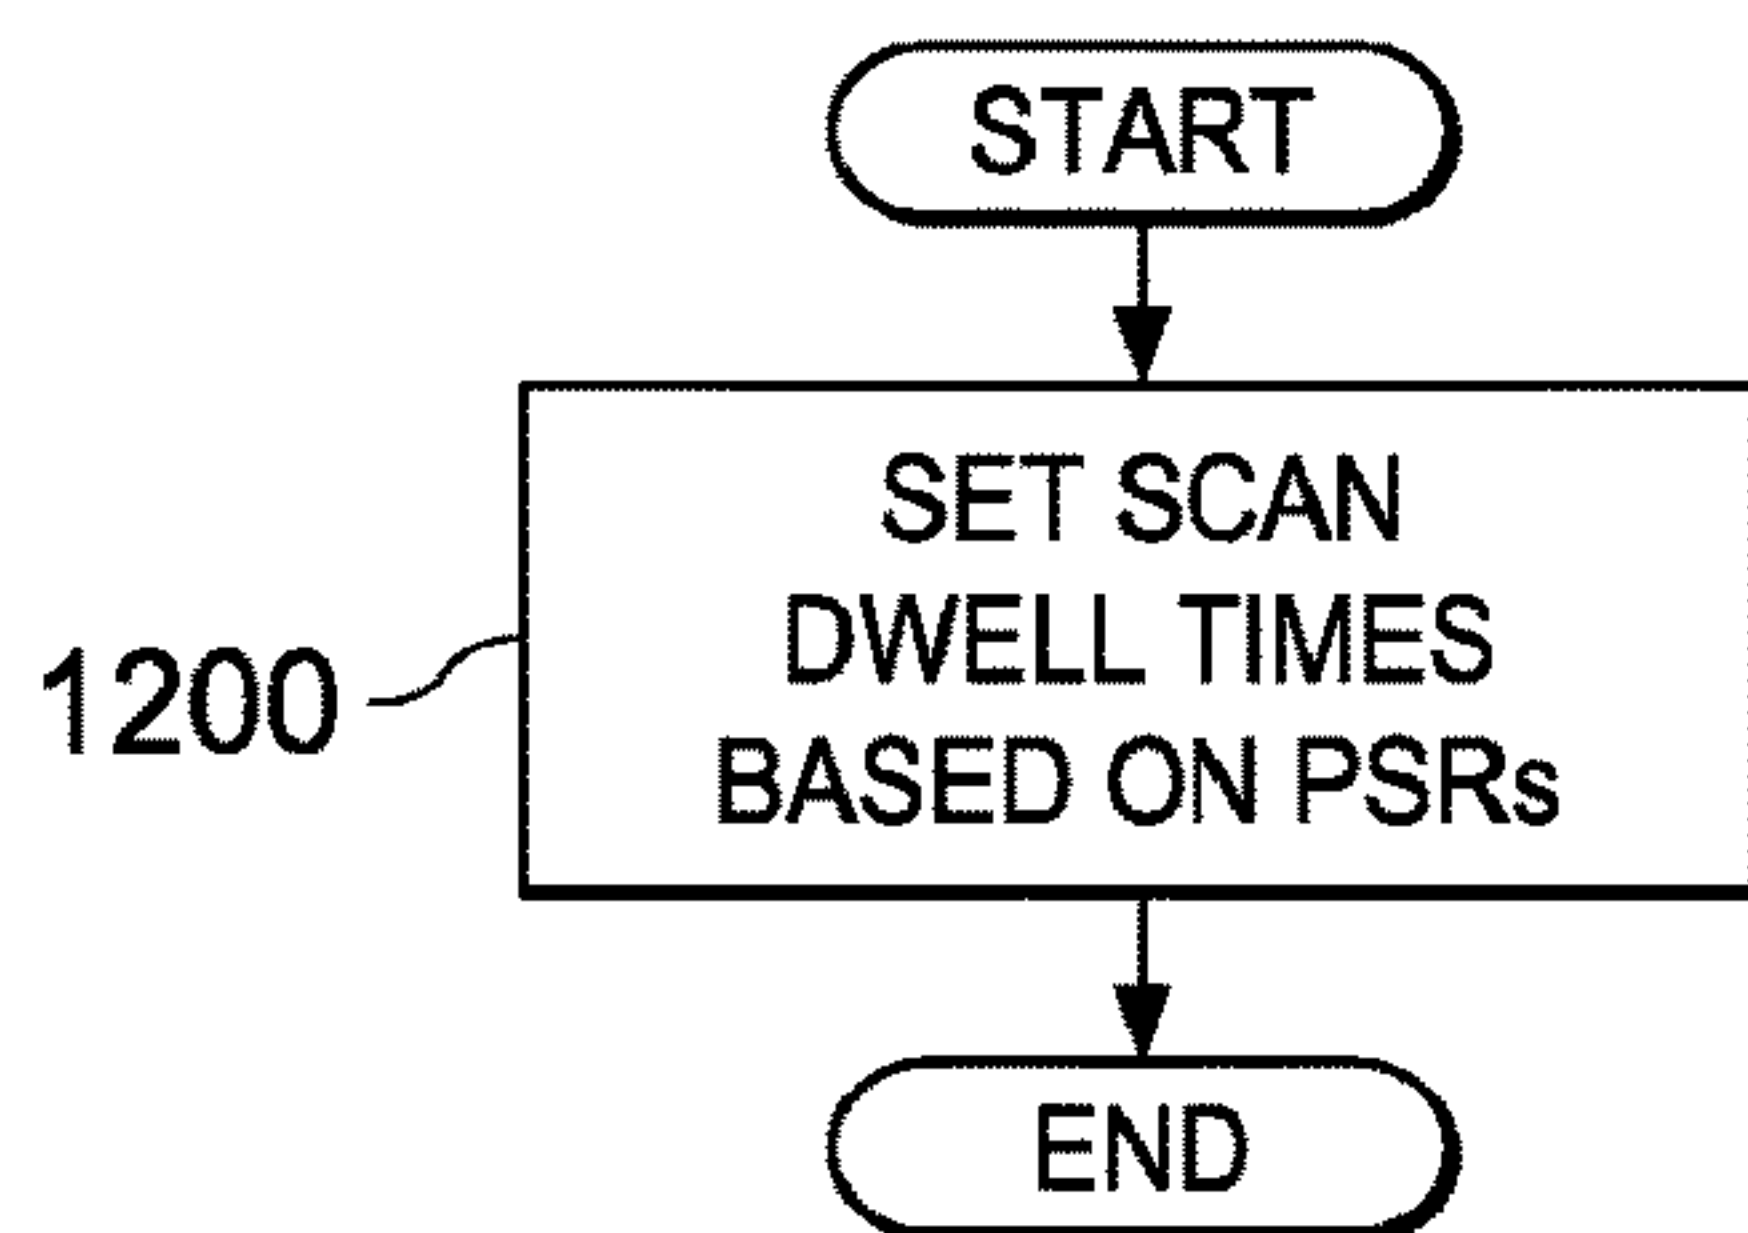 START
SET SCAN
DWELL TIMES
BASED ON PSRs
1200
END